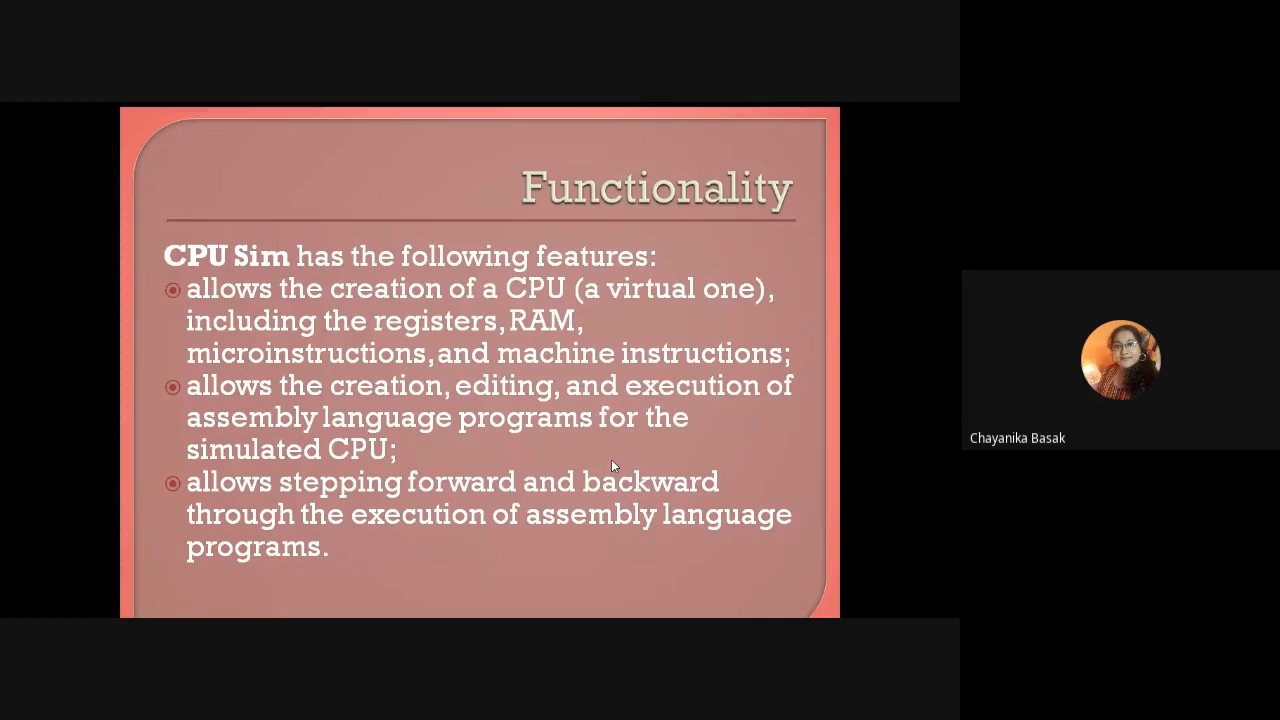 Functionality
CPU Sim has the following features:
allows the creation of a CPU (a virtual one),
including the registers, RAM,
microinstructions, and machine instructions;
allows the creation, editing, and execution of
assembly language programs for the
simulated CPU;
allows stepping forward and backward
through the execution of assembly language
programs.
Chayanika Basak